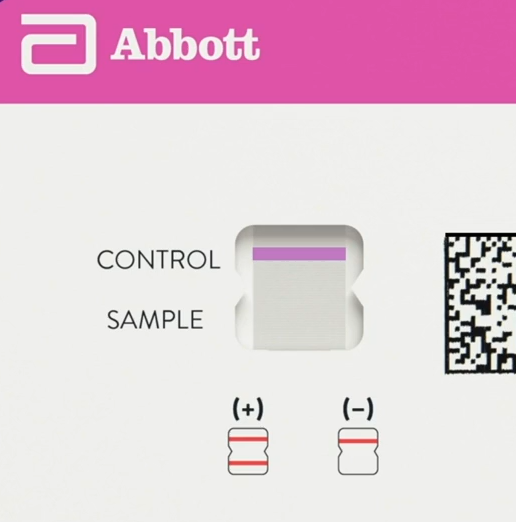 Abbott
CONTROL
SAMPLE
(+) (−)